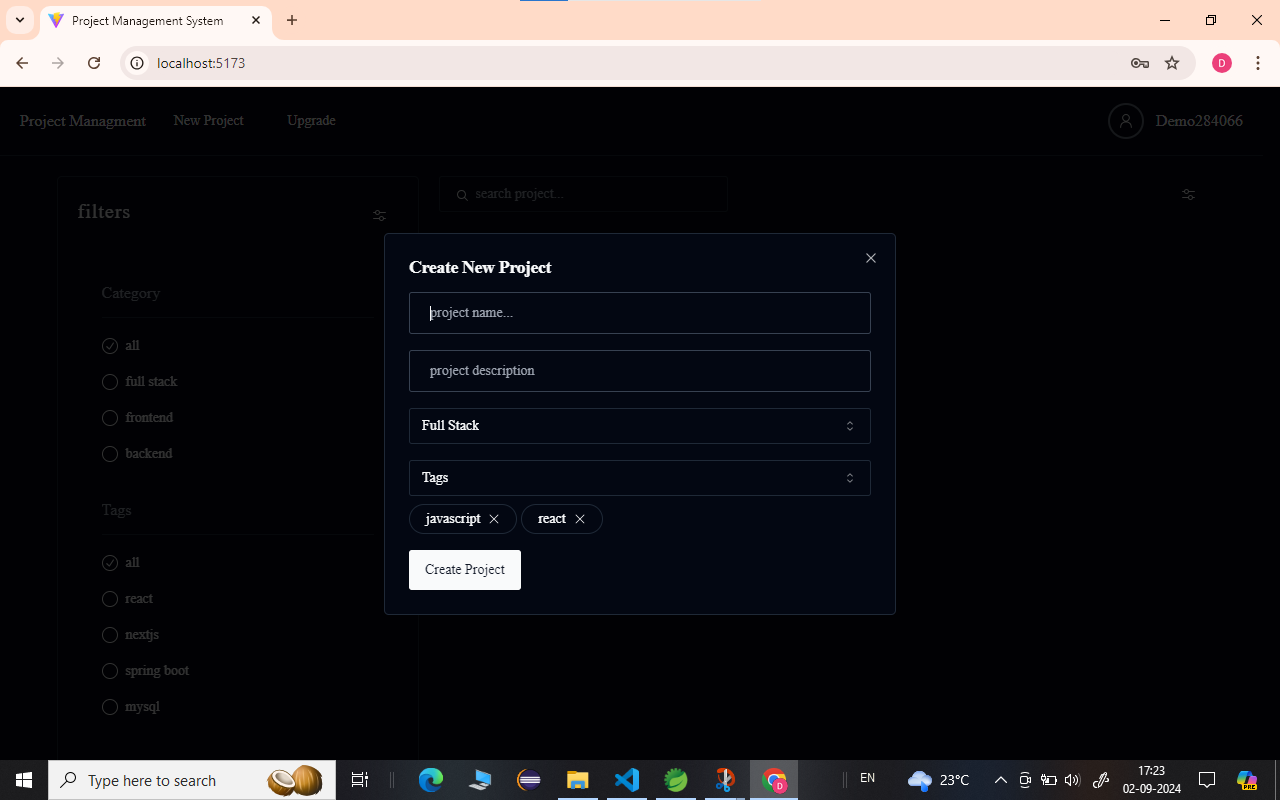 Project Management System
localhost:5173
D
Project Managment New Project Upgrade Demo284066
filters
search project...
Category
all
full stack
frontend
backend
Tags
all
react
nextjs
spring boot
mysql
Create New Project
project name...
project description
Full Stack
Tags
javascript react
Create Project
Type here to search
D
EN
23°C
17:23
02-09-2024
PRE